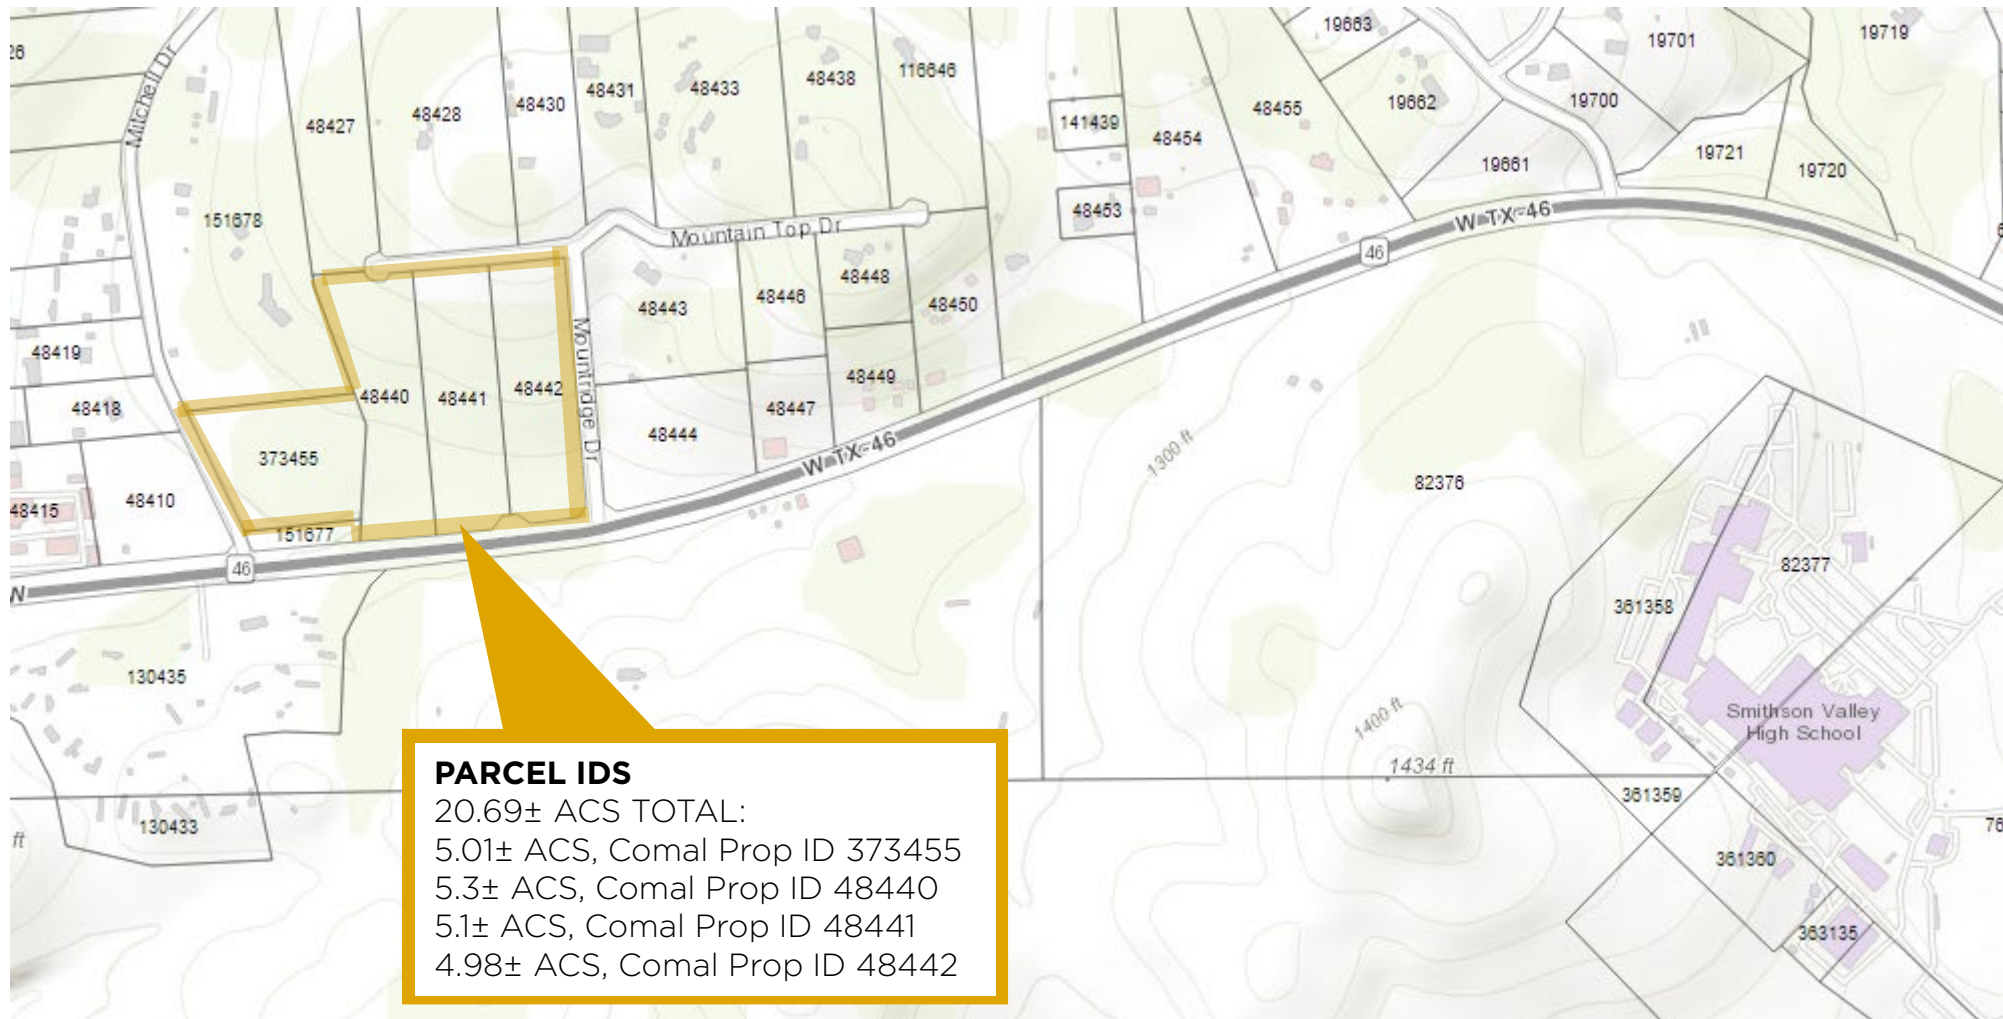 26
Mitchell Dr
48427
48428
48430
48431
48433
48438
116646
19663
19701
19719
141439
48454
48455
19662
19700
19661
19721
19720
48453
151678
Mountain Top Dr
W TX-46
46
48443
48446
48448
48450
48419
Mountridge Dr
48440
48441
48442
48449
48418
48447
48444
W TX-46
373455
48410
48415
151677
46
1300 ft
82376
82377
361358
130435
1400 ft
Smithson Valley
High School
1434 ft
361359
130433
ft
76
361360
363135
PARCEL IDS
20.69± ACS TOTAL:
5.01± ACS, Comal Prop ID 373455
5.3± ACS, Comal Prop ID 48440
5.1± ACS, Comal Prop ID 48441
4.98± ACS, Comal Prop ID 48442